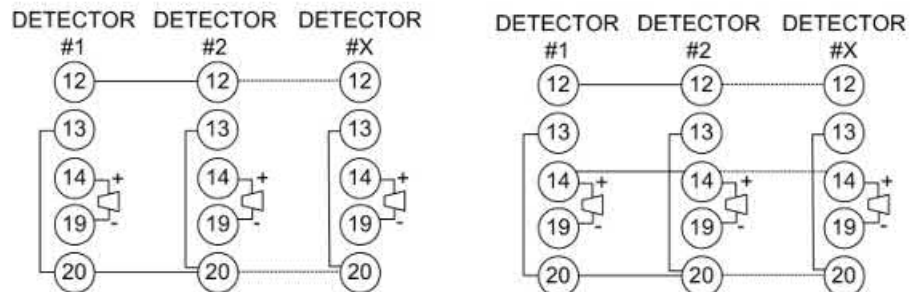 DETECTOR DETECTOR DETECTOR
#1 #2 #X
12 12 12
13 13 13
14 + 14 + 14 +
19 - 19 - 19 -
20 20 20
DETECTOR DETECTOR DETECTOR
#1 #2 #X
12 12 12
13 13 13
14 + 14 + 14 +
19 - 19 - 19 -
20 20 20